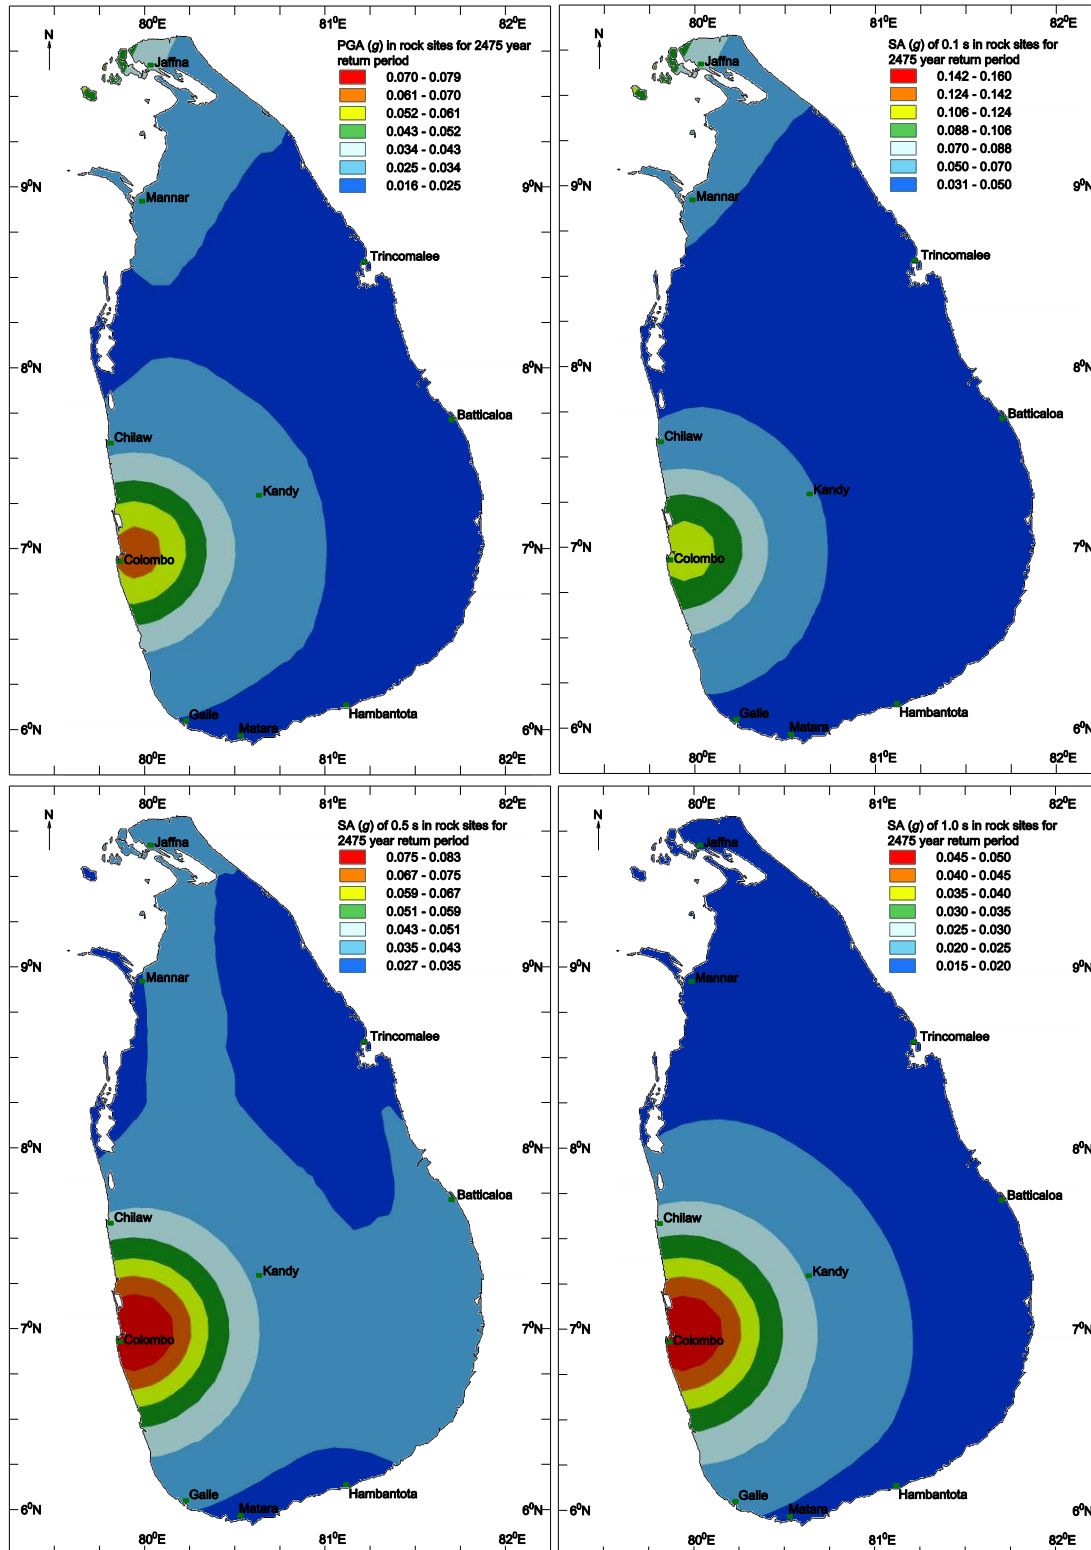 80⁰E 81⁰E 82⁰E
N
PGA (g) in rock sites for 2475 year
return period
0.070 - 0.079
0.061 - 0.070
0.052 - 0.061
0.043 - 0.052
0.034 - 0.043
0.025 - 0.034
0.016 - 0.025
Jaffna
9⁰N
Mannar
Trincomalee
8⁰N
Batticaloa
Chilaw
Kandy
7⁰N
Colombo
Galle
Hambantota
6⁰N
Matara
80⁰E 81⁰E 82⁰E
80⁰E 81⁰E 82⁰E
N
SA (g) of 0.1 s in rock sites for
2475 year return period
0.142 - 0.160
0.124 - 0.142
0.106 - 0.124
0.088 - 0.106
0.070 - 0.088
0.050 - 0.070
0.031 - 0.050
Jaffna
9⁰N 9⁰N
Mannar
Trincomalee
8⁰N
Batticaloa
Chilaw
Kandy
7⁰N
Colombo
Galle
Hambantota
6⁰N
Matara
80⁰E 81⁰E 82⁰E
80⁰E 81⁰E 82⁰E
N
SA (g) of 0.5 s in rock sites for
2475 year return period
0.075 - 0.083
0.067 - 0.075
0.059 - 0.067
0.051 - 0.059
0.043 - 0.051
0.035 - 0.043
0.027 - 0.035
Jaffna
9⁰N
Mannar
Trincomalee
8⁰N
Batticaloa
Chilaw
Kandy
7⁰N
Colombo
Galle
Hambantota
6⁰N
Matara
80⁰E 81⁰E 82⁰E
80⁰E 81⁰E 82⁰E
N
SA (g) of 1.0 s in rock sites for
2475 year return period
0.045 - 0.050
0.040 - 0.045
0.035 - 0.040
0.030 - 0.035
0.025 - 0.030
0.020 - 0.025
0.015 - 0.020
Jaffna
9⁰N
Mannar
Trincomalee
8⁰N
Batticaloa
Chilaw
Kandy
7⁰N
Colombo
Galle
Hambantota
6⁰N
Matara
80⁰E 81⁰E 82⁰E